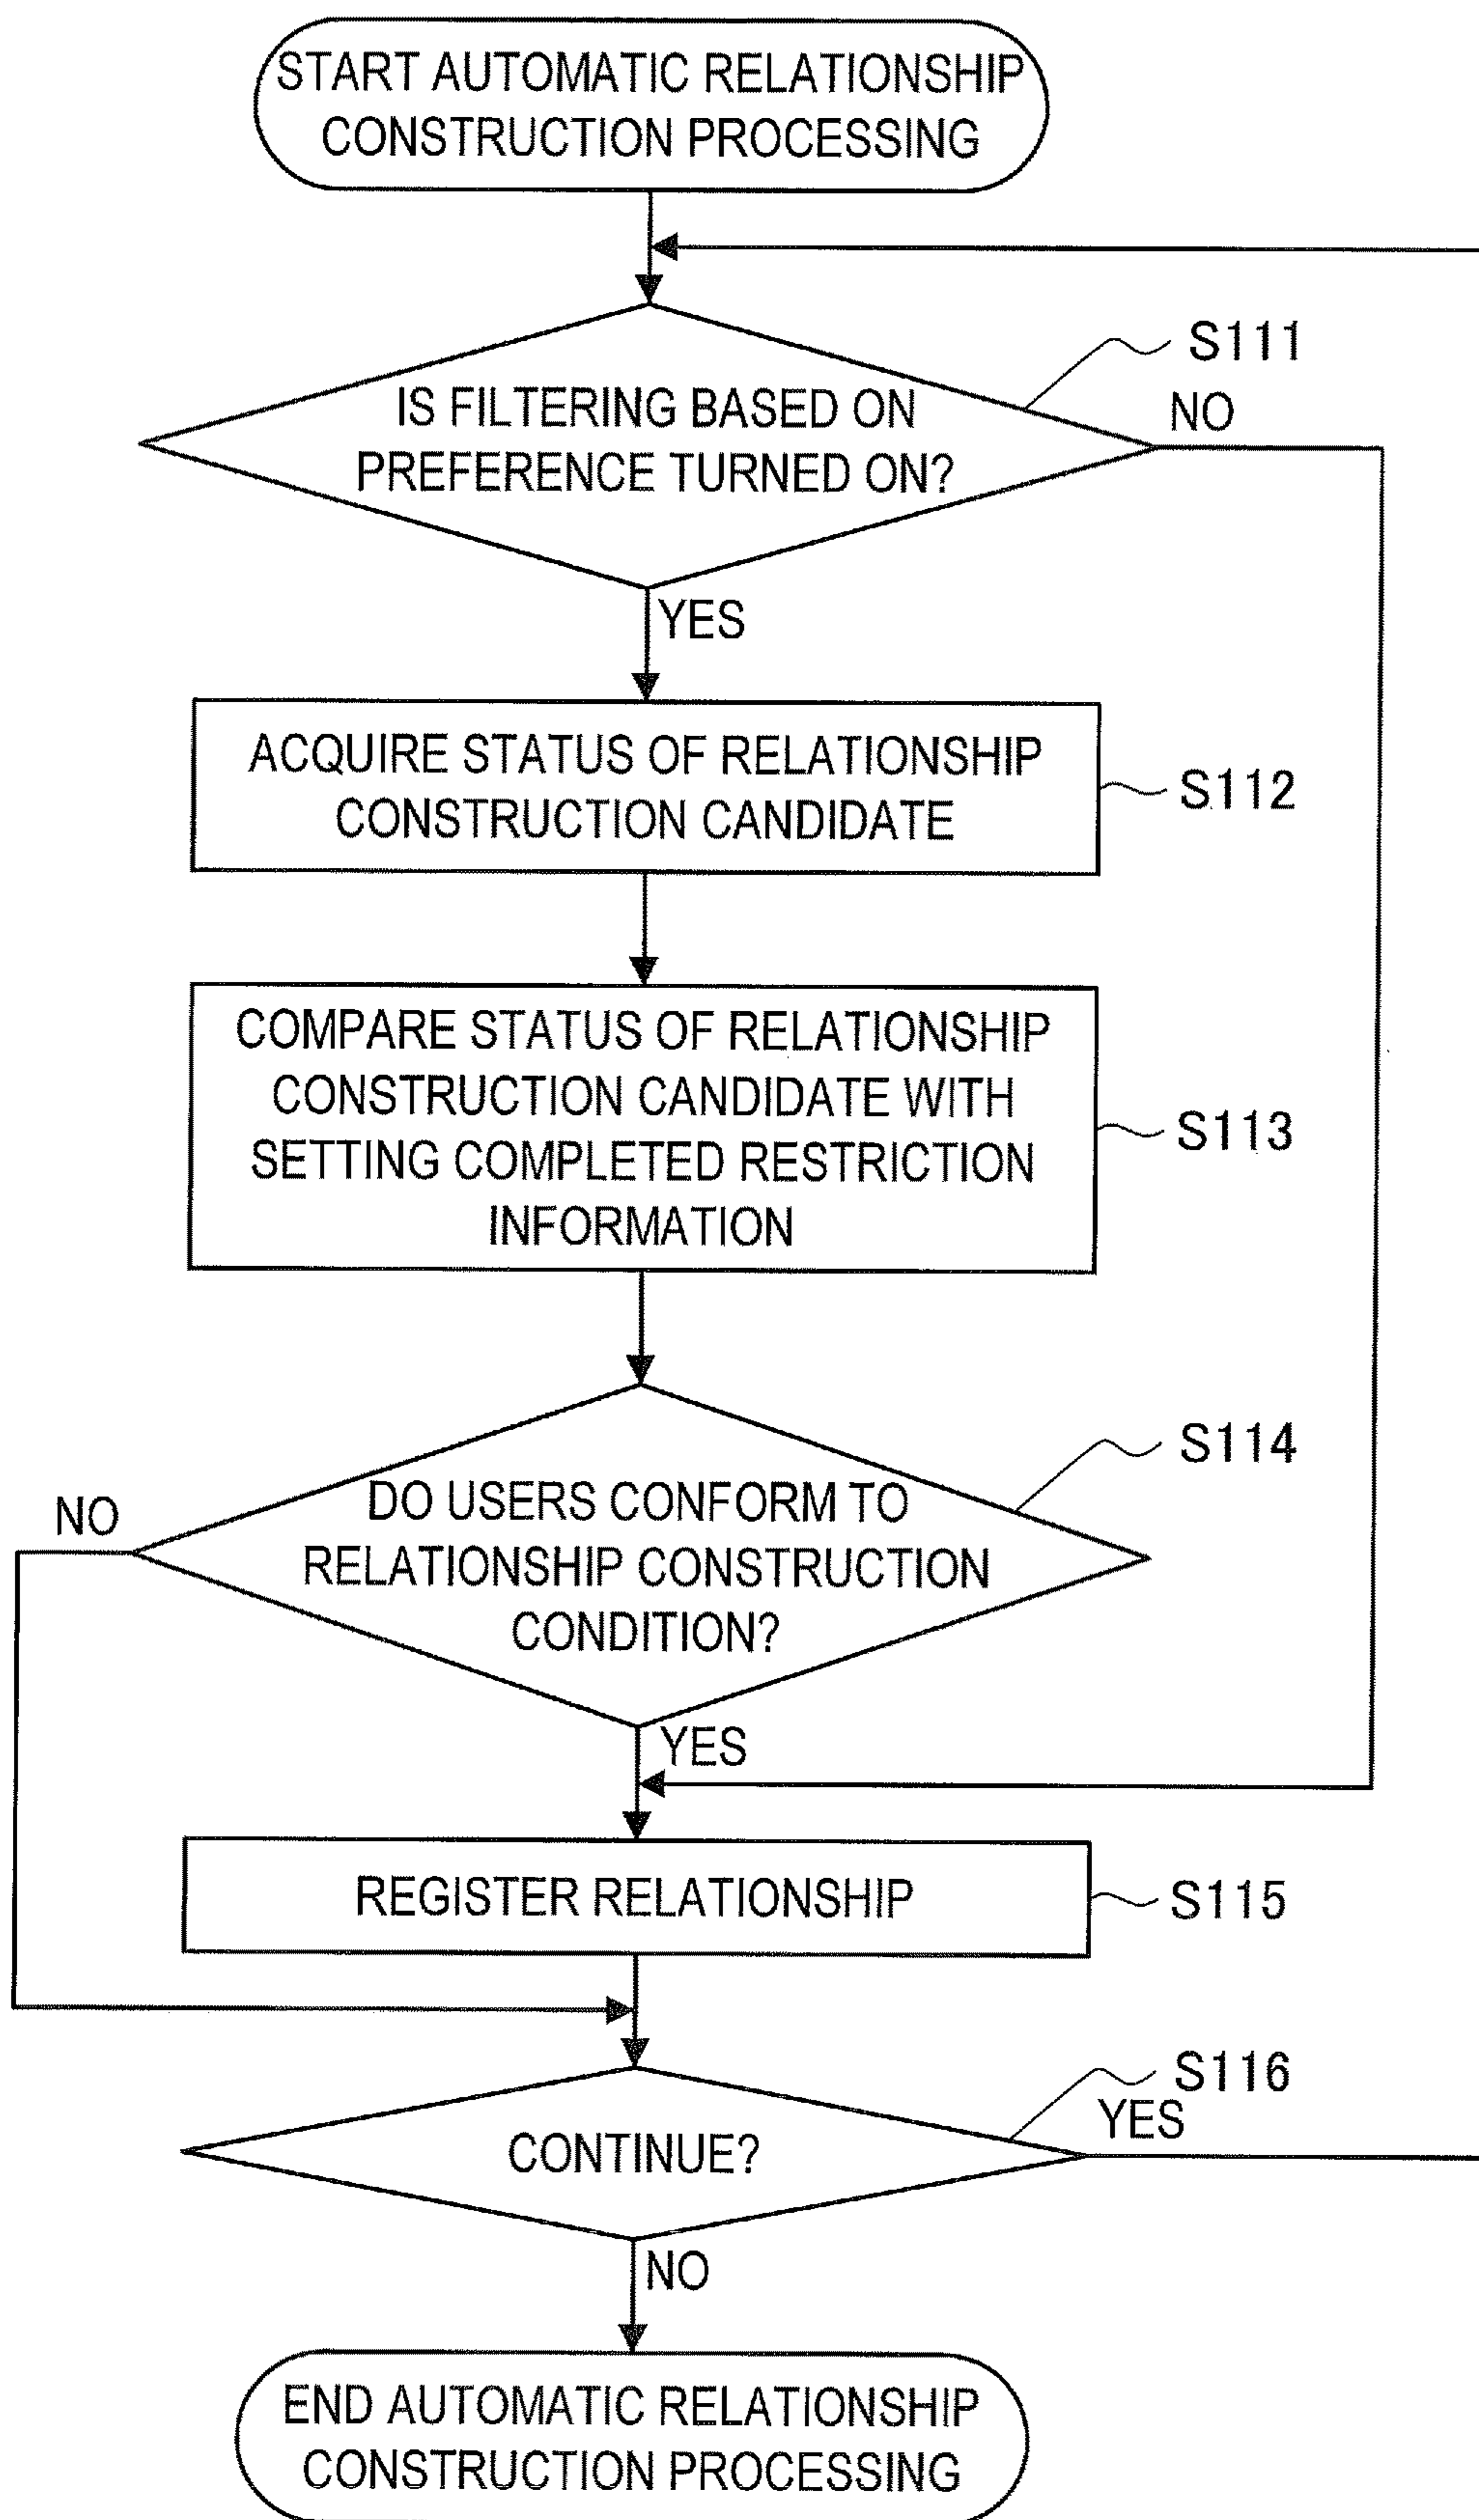 START AUTOMATIC RELATIONSHIP
CONSTRUCTION PROCESSING
S111
IS FILTERING BASED ON
PREFERENCE TURNED ON?
NO
YES
ACQUIRE STATUS OF RELATIONSHIP
CONSTRUCTION CANDIDATE
S112
COMPARE STATUS OF RELATIONSHIP
CONSTRUCTION CANDIDATE WITH
SETTING COMPLETED RESTRICTION
INFORMATION
S113
S114
NO
DO USERS CONFORM TO
RELATIONSHIP CONSTRUCTION
CONDITION?
YES
REGISTER RELATIONSHIP
S115
S116
YES
CONTINUE?
NO
END AUTOMATIC RELATIONSHIP
CONSTRUCTION PROCESSING